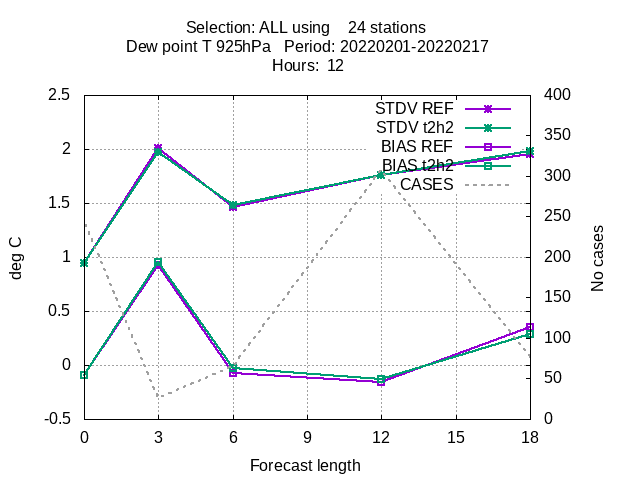 Selection: ALL using    24 stations
Dew point T 925hPa   Period: 20220201-20220217
Hours:  12
2.5
2
1.5
1
0.5
0
-0.5
deg C
400
350
300
250
200
150
100
50
0
No cases
STDV REF
STDV t2h2
BIAS REF
BIAS t2h2
CASES
0 3 6 9 12 15 18
Forecast length